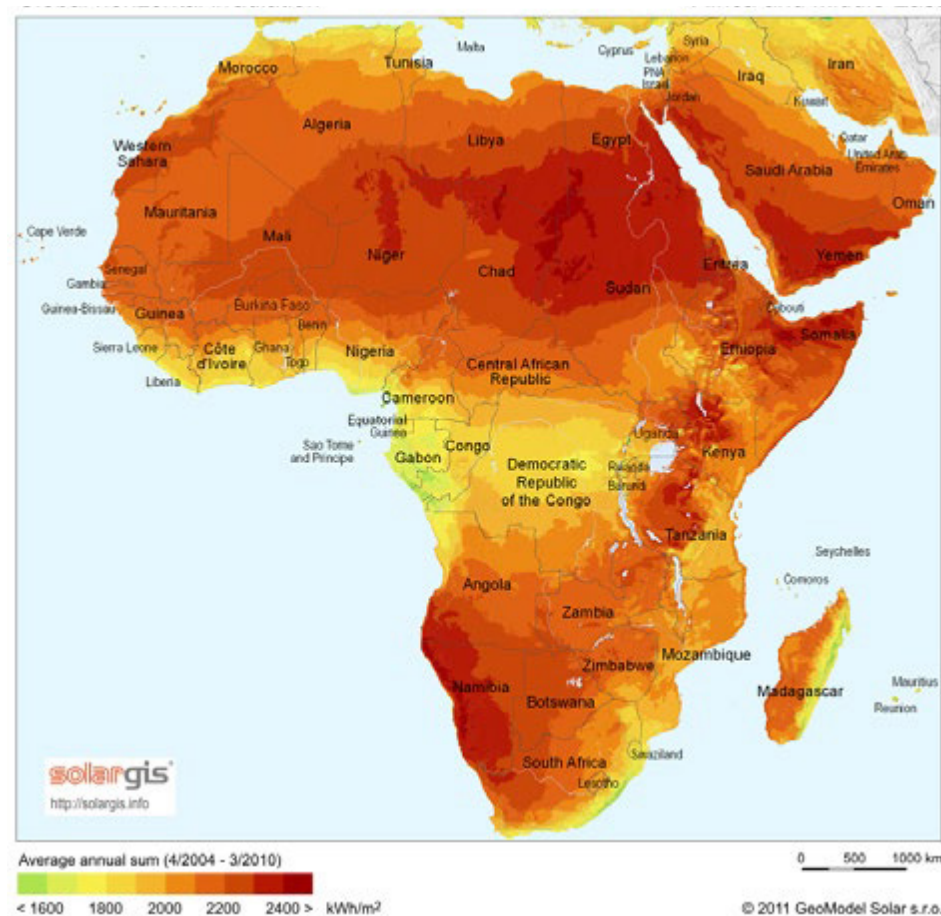 Morocco
Tunisia
Malta
Cyprus
Syria
Lebanon
PNA
Israel
Jordan
Iraq
Iran
Kuwait
Algeria
Libya
Egypt
Qatar
United Arab
Emirates
Western
Sahara
Saudi Arabia
Oman
Mauritania
Cape Verde
Mali
Niger
Chad
Sudan
Eritrea
Yemen
Senegal
Gambia
Guinea-Bissau
Guinea
Burkina Faso
Benin
Djibouti
Somalia
Sierra Leone
Côte
d'Ivoire
Ghana
Togo
Nigeria
Ethiopia
Central African
Republic
Liberia
Cameroon
Equatorial
Guinea
Sao Tome
and Principe
Gabon
Congo
Uganda
Kenya
Democratic
Republic
of the Congo
Rwanda
Burundi
Tanzania
Seychelles
Comoros
Angola
Zambia
Mozambique
Zimbabwe
Namibia
Botswana
Madagascar
Mauritius
Reunion
Swaziland
South Africa
Lesotho
solargis
http://solargis.info
Average annual sum (4/2004 - 3/2010)
0 500 1000 km
< 1600 1800 2000 2200 2400 > kWh/m²
© 2011 GeoModel Solar s.r.o.